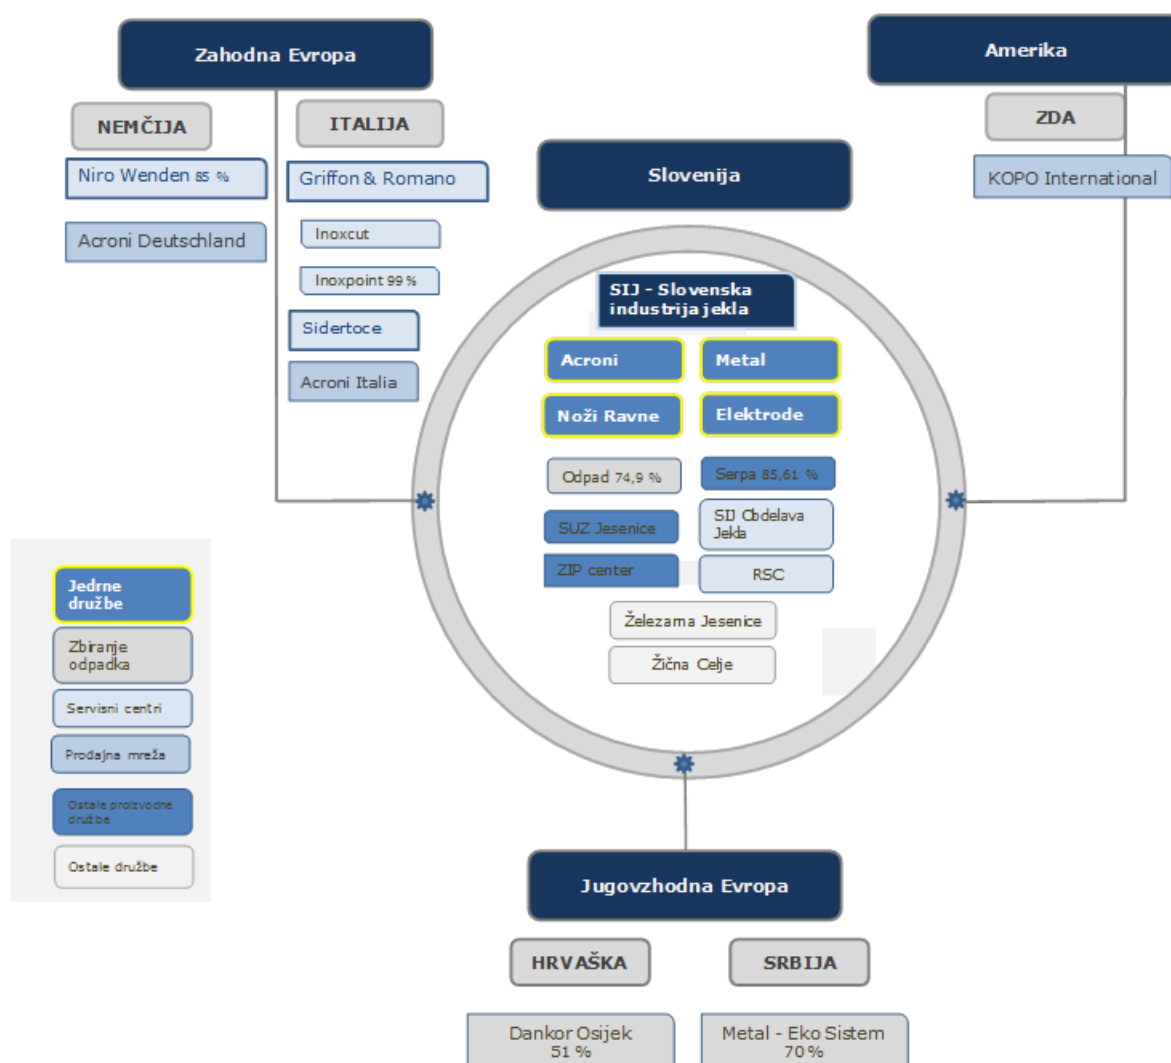 Zahodna Evropa
NEMČIJA
Niro Wenden 85 %
Acroni Deutschland
ITALIJA
Griffon & Romano
Inoxcut
Inoxpoint 99 %
Sidertoce
Acroni Italia
Amerika
ZDA
KOPO International
Slovenija
SIJ - Slovenska
industrija jekla
Acroni
Metal
Noži Ravne
Elektrode
Odpad 74,9 %
Serpa 85,61 %
SUZ Jesenice
SIJ Obdelava
Jekla
ZIP center
RSC
Železarna Jesenice
Žična Celje
Jedrne
družbe
Zbiranje
odpadka
Servisni centri
Prodajna mreža
Ostale proizvodne
družbe
Ostale družbe
Jugovzhodna Evropa
HRVAŠKA
SRBIJA
Dankor Osijek
51 %
Metal - Eko Sistem
70 %